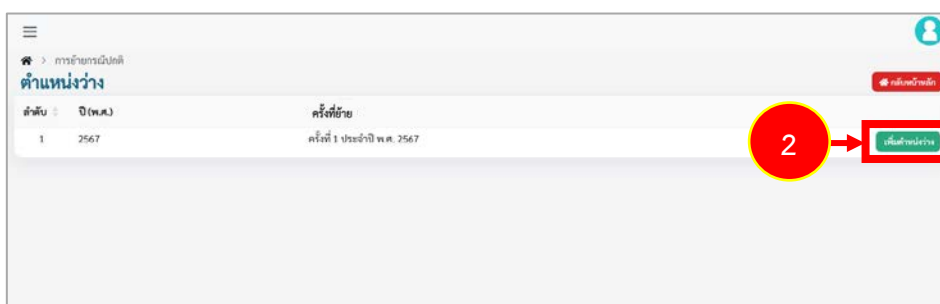 > การย้ายกรณีปกติ
ตำแหน่งว่าง
กลับหน้าหลัก
ลำดับ ปี (พ.ศ.) ครั้งที่ย้าย
1 2567 ครั้งที่ 1 ประจำปี พ.ศ. 2567
2
เพิ่มตำแหน่งว่าง